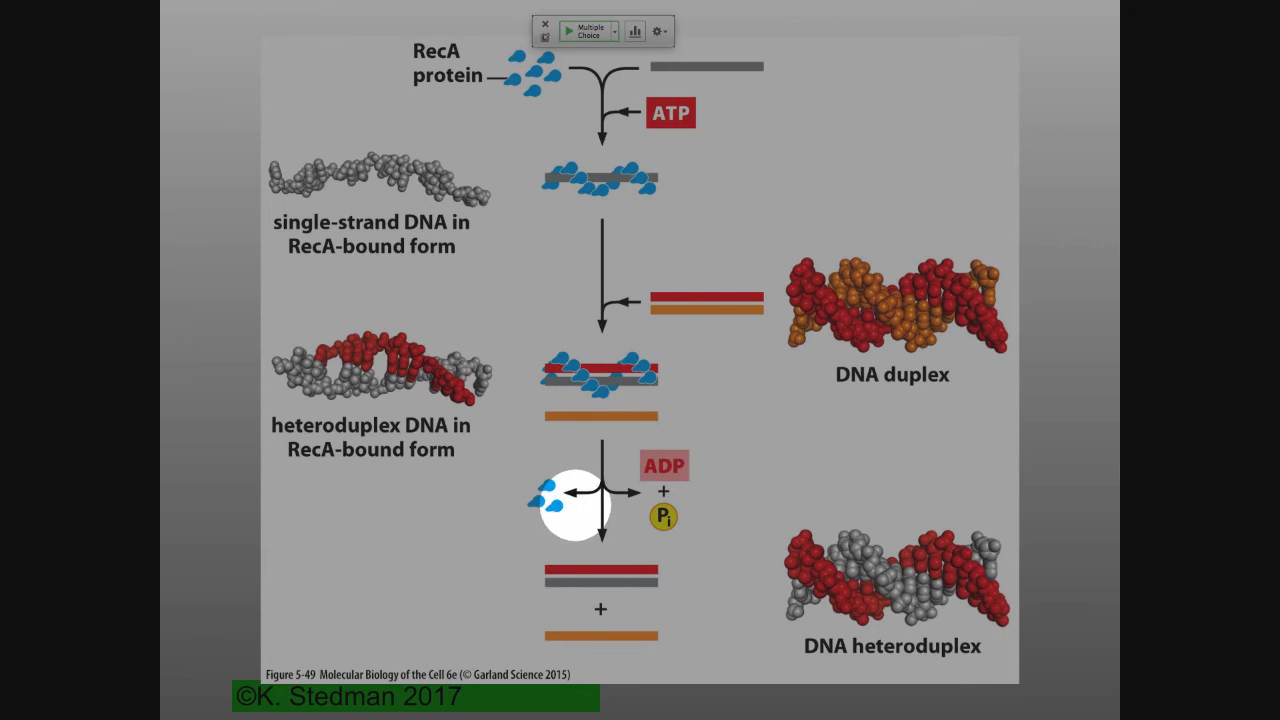 Multiple
Choice
RecA
protein
ATP
single-strand DNA in
RecA-bound form
DNA duplex
heteroduplex DNA in
RecA-bound form
ADP
+
Pi
+
DNA heteroduplex
Figure 5-49 Molecular Biology of the Cell 6e (© Garland Science 2015)
©K. Stedman 2017